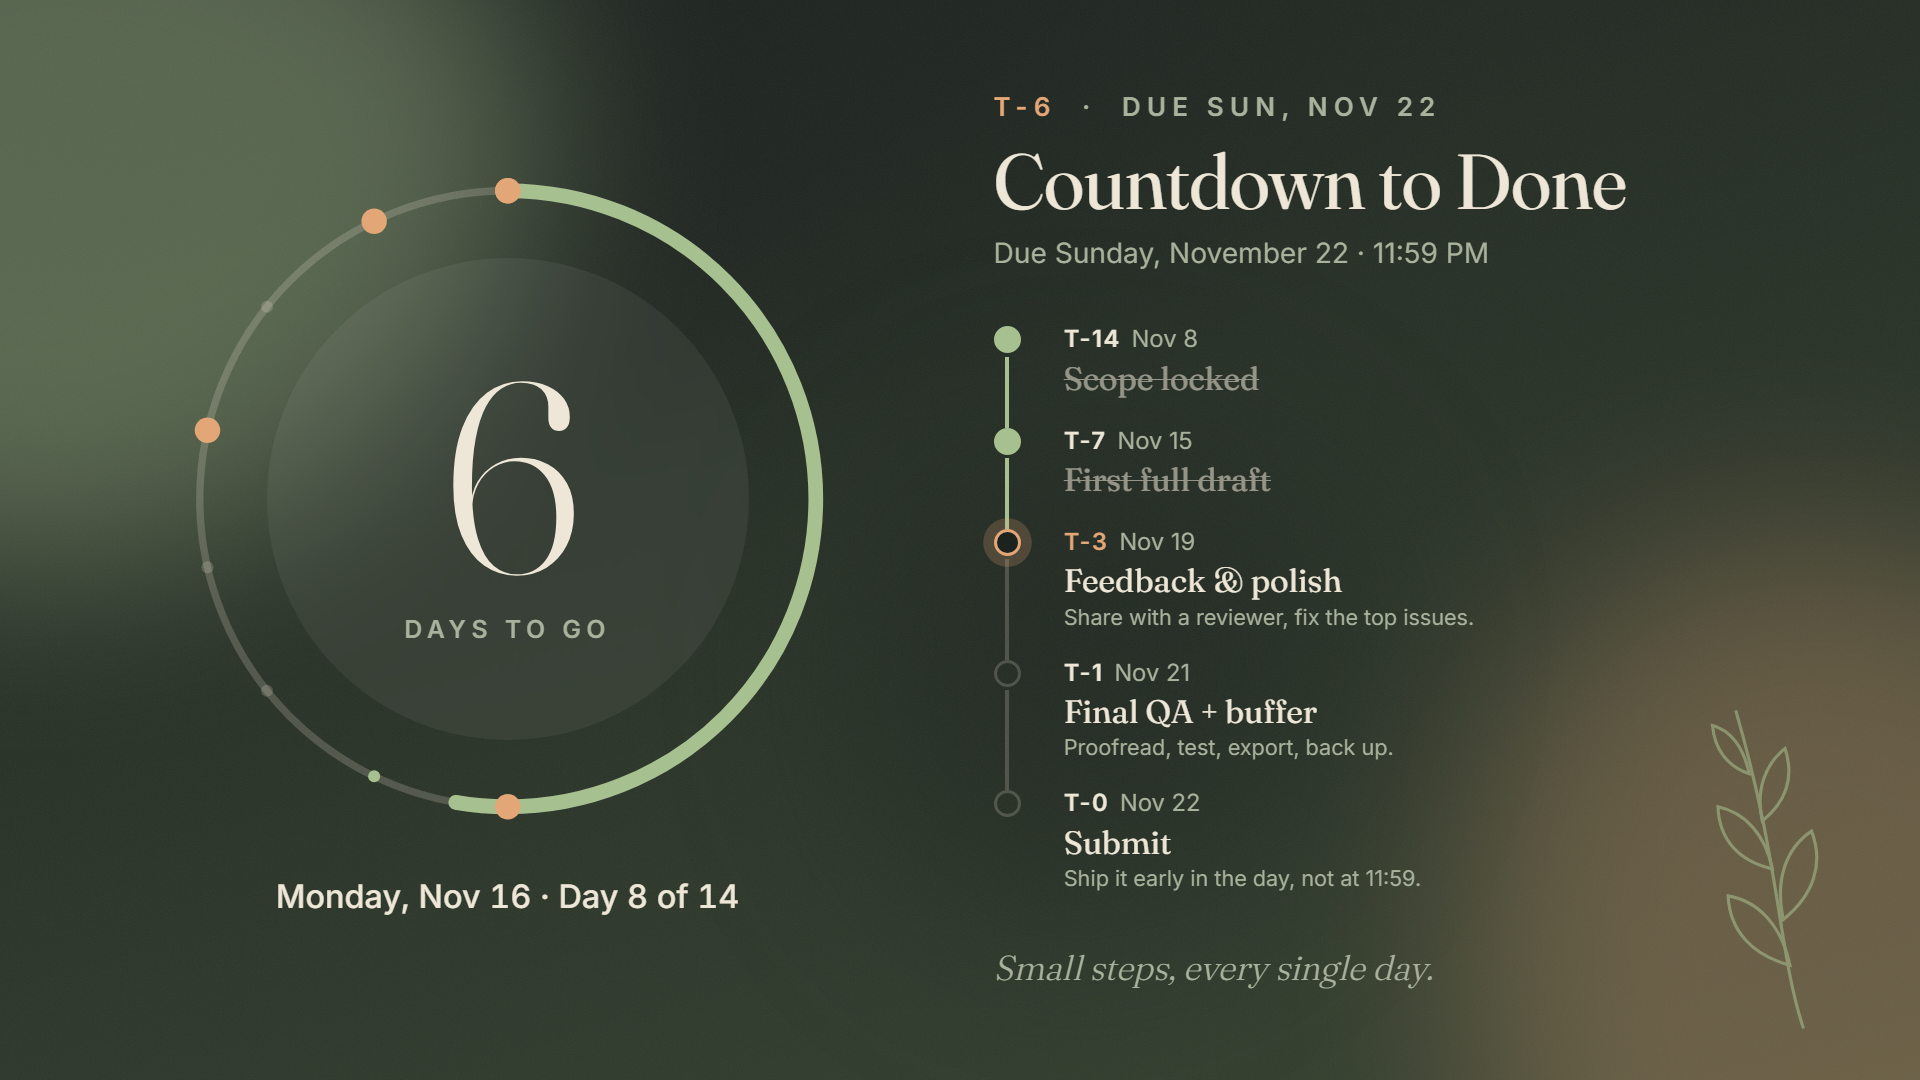 6
DAYS TO GO
Monday, Nov 16 · Day 8 of 14
T-6 · DUE SUN, NOV 22
Countdown to Done
Due Sunday, November 22 · 11:59 PM
T-14 Nov 8
Scope locked
T-7 Nov 15
First full draft
T-3 Nov 19
Feedback & polish
Share with a reviewer, fix the top issues.
T-1 Nov 21
Final QA + buffer
Proofread, test, export, back up.
T-0 Nov 22
Submit
Ship it early in the day, not at 11:59.
Small steps, every single day.